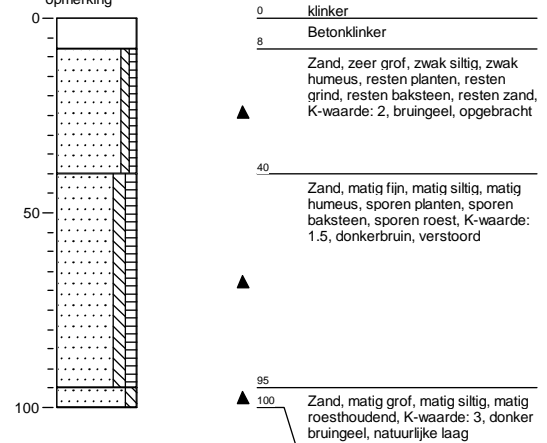 opmerking
0
50
100
0 klinker
Betonklinker
8
Zand, zeer grof, zwak siltig, zwak
humeus, resten planten, resten
grind, resten baksteen, resten zand,
K-waarde: 2, bruingeel, opgebracht
40
Zand, matig fijn, matig siltig, matig
humeus, sporen planten, sporen
baksteen, sporen roest, K-waarde:
1.5, donkerbruin, verstoord
95
100 Zand, matig grof, matig siltig, matig
roesthoudend, K-waarde: 3, donker
bruingeel, natuurlijke laag